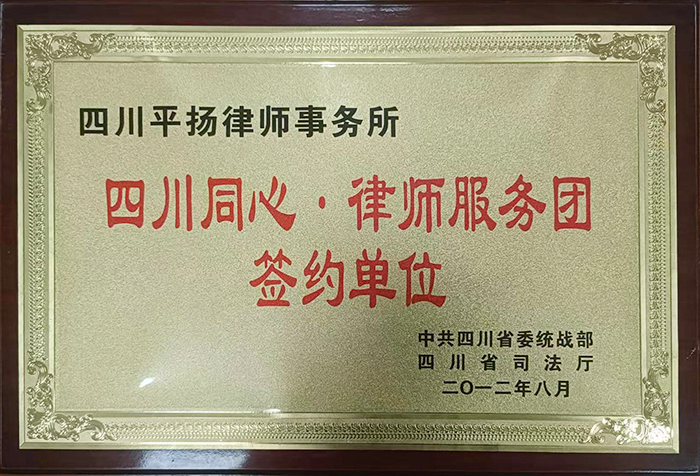 四川平扬律师事务所
四川同心·律师服务团
签约单位
中共四川省委统战部
四川省司法厅
二〇一二年八月